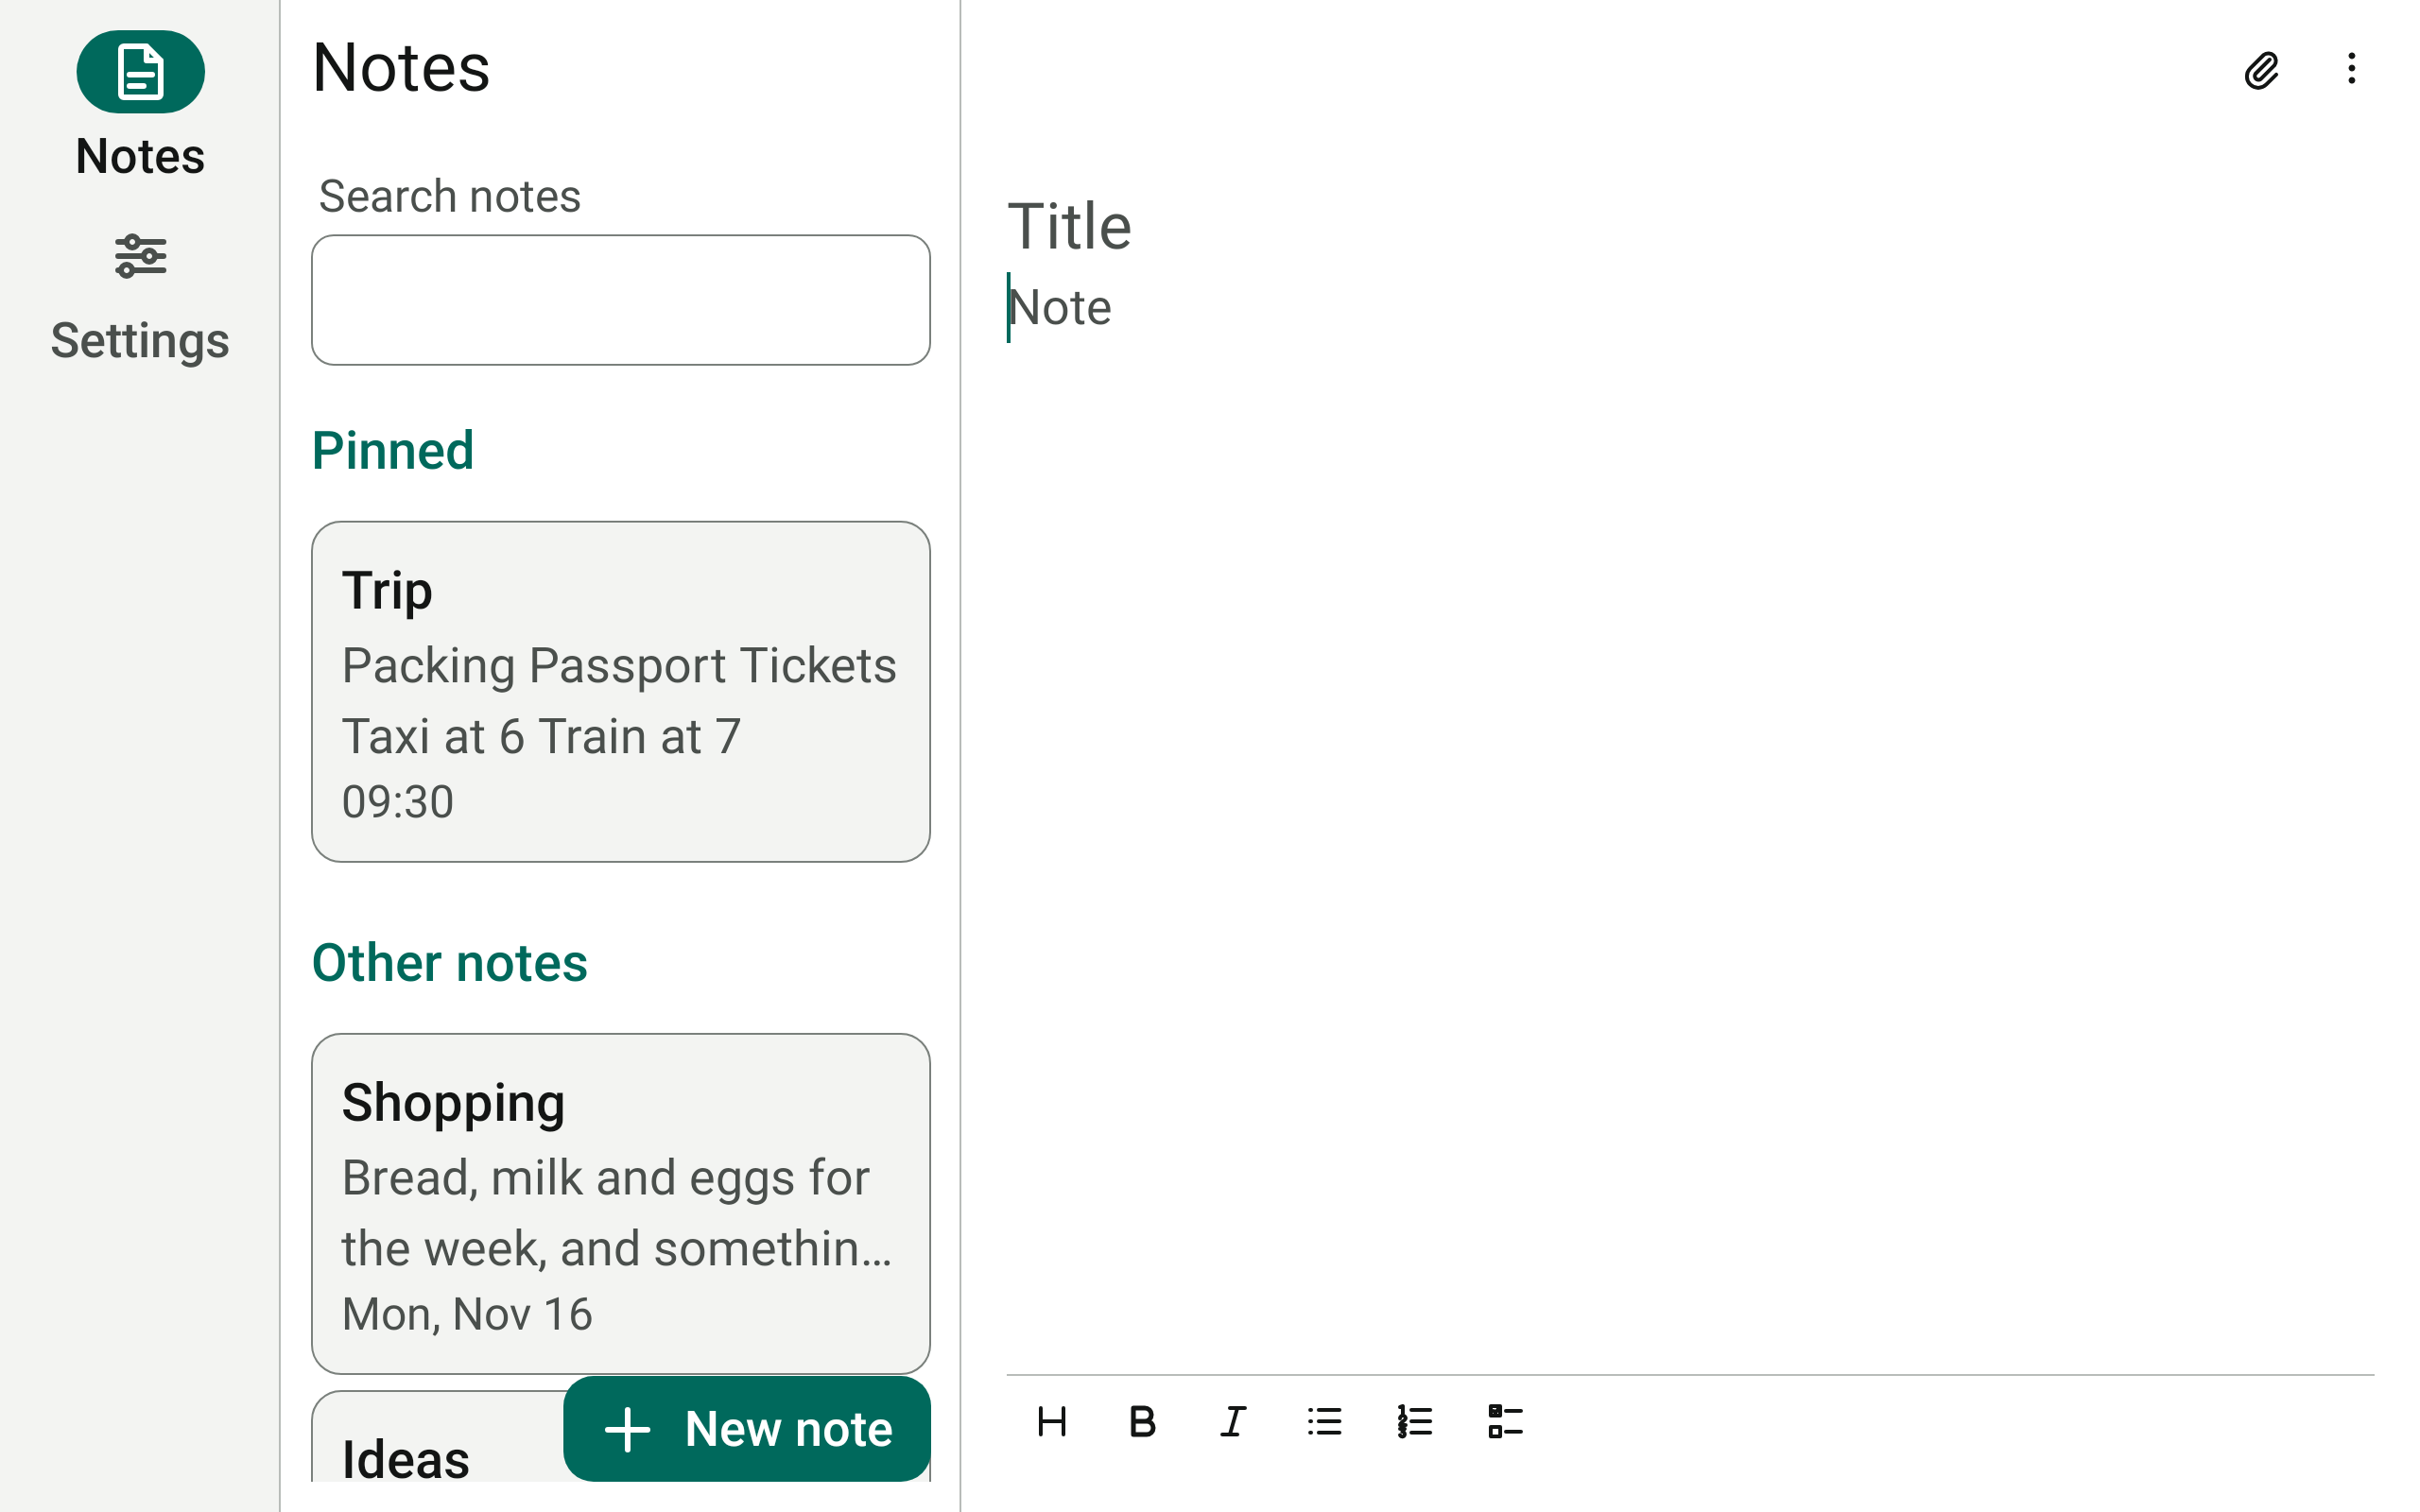 Notes
Settings
Notes
Search notes
Pinned
Trip
Packing Passport Tickets
Taxi at 6 Train at 7
09:30
Other notes
Shopping
Bread, milk and eggs for
the week, and somethin…
Mon, Nov 16
Ideas
New note
Title
Note